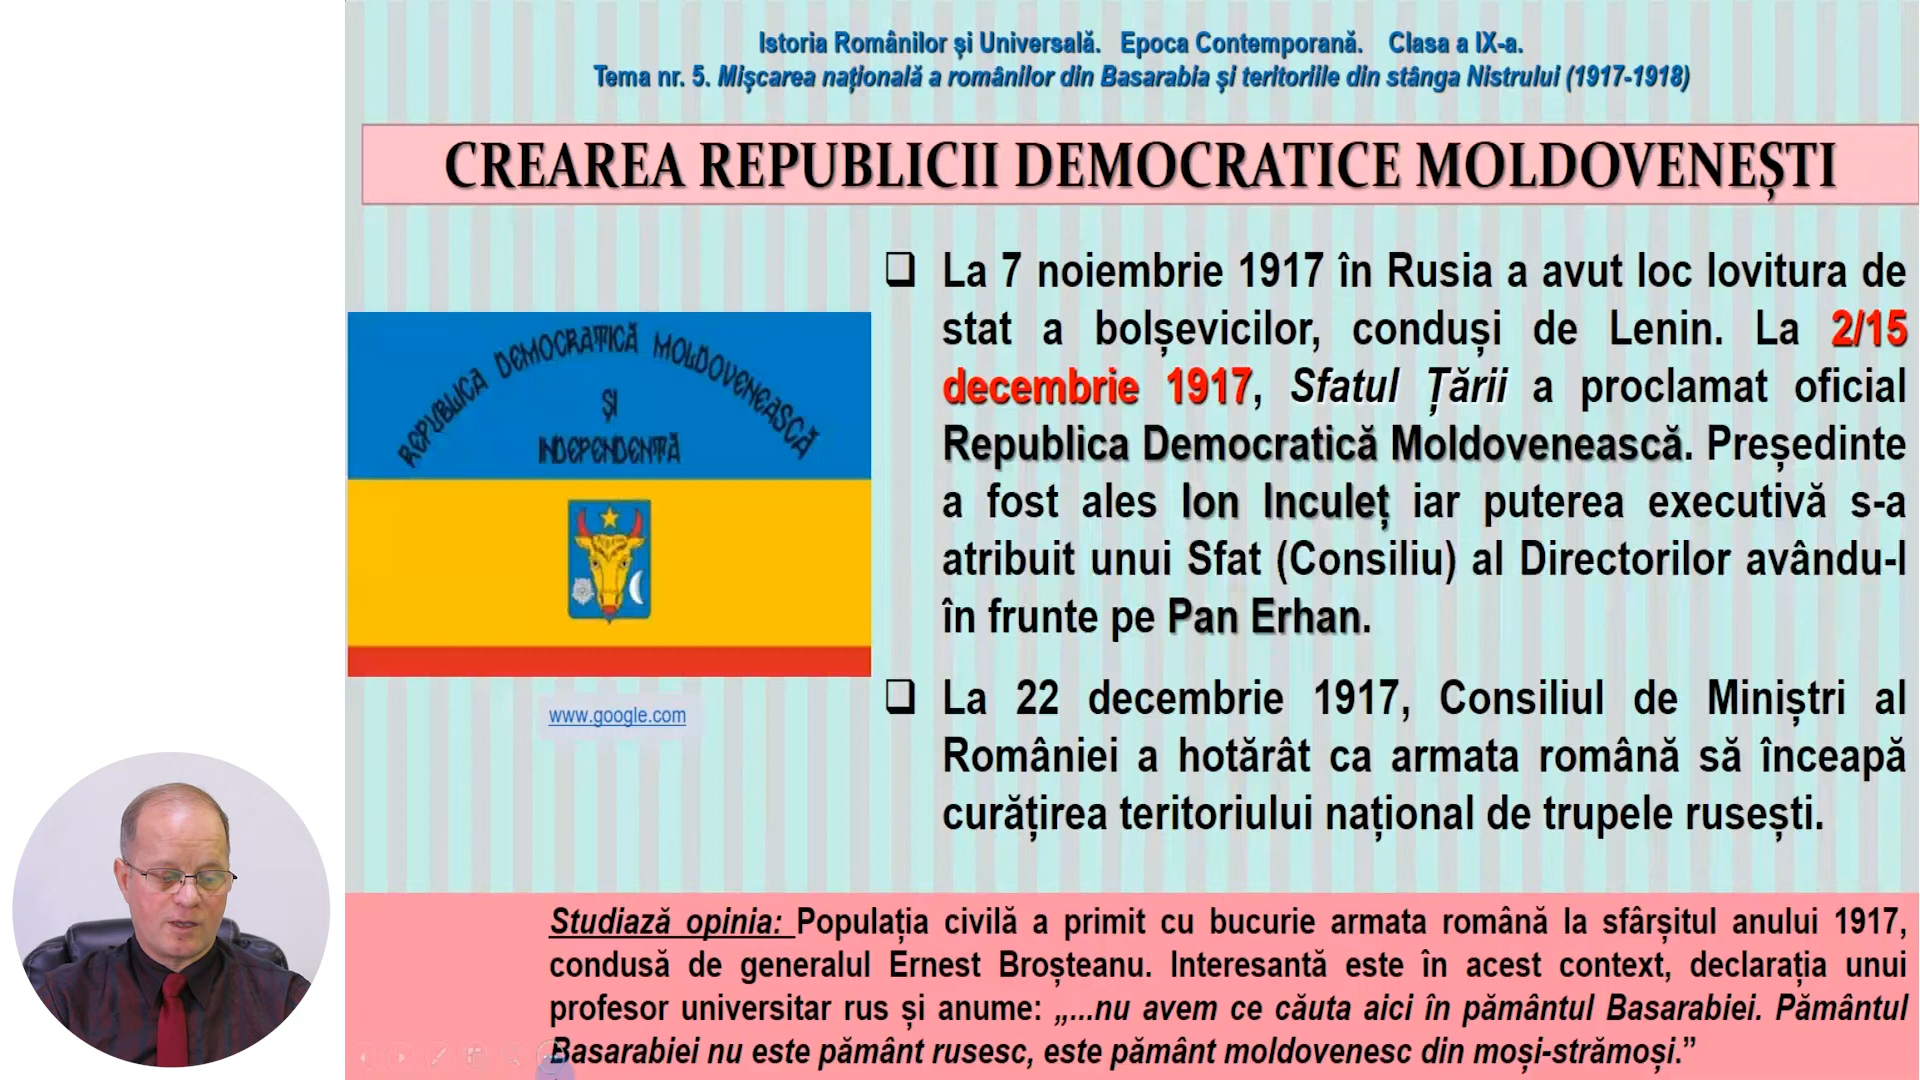 Istoria Românilor și Universală. Epoca Contemporană. Clasa a IX-a.
Tema nr. 5. Mișcarea națională a românilor din Basarabia și teritoriile din stânga Nistrului (1917-1918)
CREAREA REPUBLICII DEMOCRATICE MOLDOVENEȘTI
REPUBLICA DEMOCRATICĂ MOLDOVENEASCĂ
ȘI
INDEPENDENTĂ
www.google.com
La 7 noiembrie 1917 în Rusia a avut loc lovitura de
stat a bolșevicilor, conduși de Lenin. La 2/15
decembrie 1917, Sfatul Țării a proclamat oficial
Republica Democratică Moldovenească. Președinte
a fost ales Ion Inculeț iar puterea executivă s-a
atribuit unui Sfat (Consiliu) al Directorilor avându-l
în frunte pe Pan Erhan.
La 22 decembrie 1917, Consiliul de Miniștri al
României a hotărât ca armata română să înceapă
curățirea teritoriului național de trupele rusești.
Studiază opinia: Populația civilă a primit cu bucurie armata română la sfârșitul anului 1917,
condusă de generalul Ernest Broșteanu. Interesantă este în acest context, declarația unui
profesor universitar rus și anume: „...nu avem ce căuta aici în pământul Basarabiei. Pământul
Basarabiei nu este pământ rusesc, este pământ moldovenesc din moși-strămoși.”